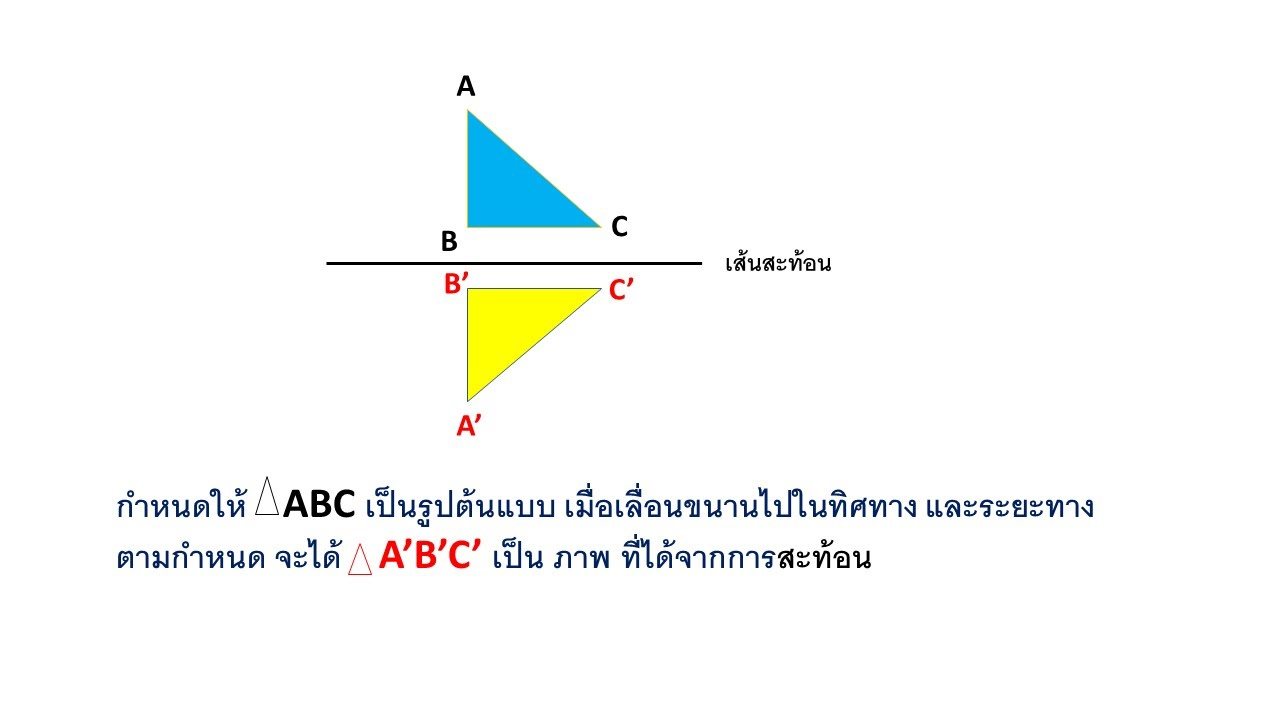 A
C
B
เส้นสะท้อน
B’
C’
A’
กำหนดให้ ABC เป็นรูปต้นแบบ เมื่อเลื่อนขนานไปในทิศทาง และระยะทาง
ตามกำหนด จะได้ A’B’C’ เป็น ภาพ ที่ได้จากการสะท้อน